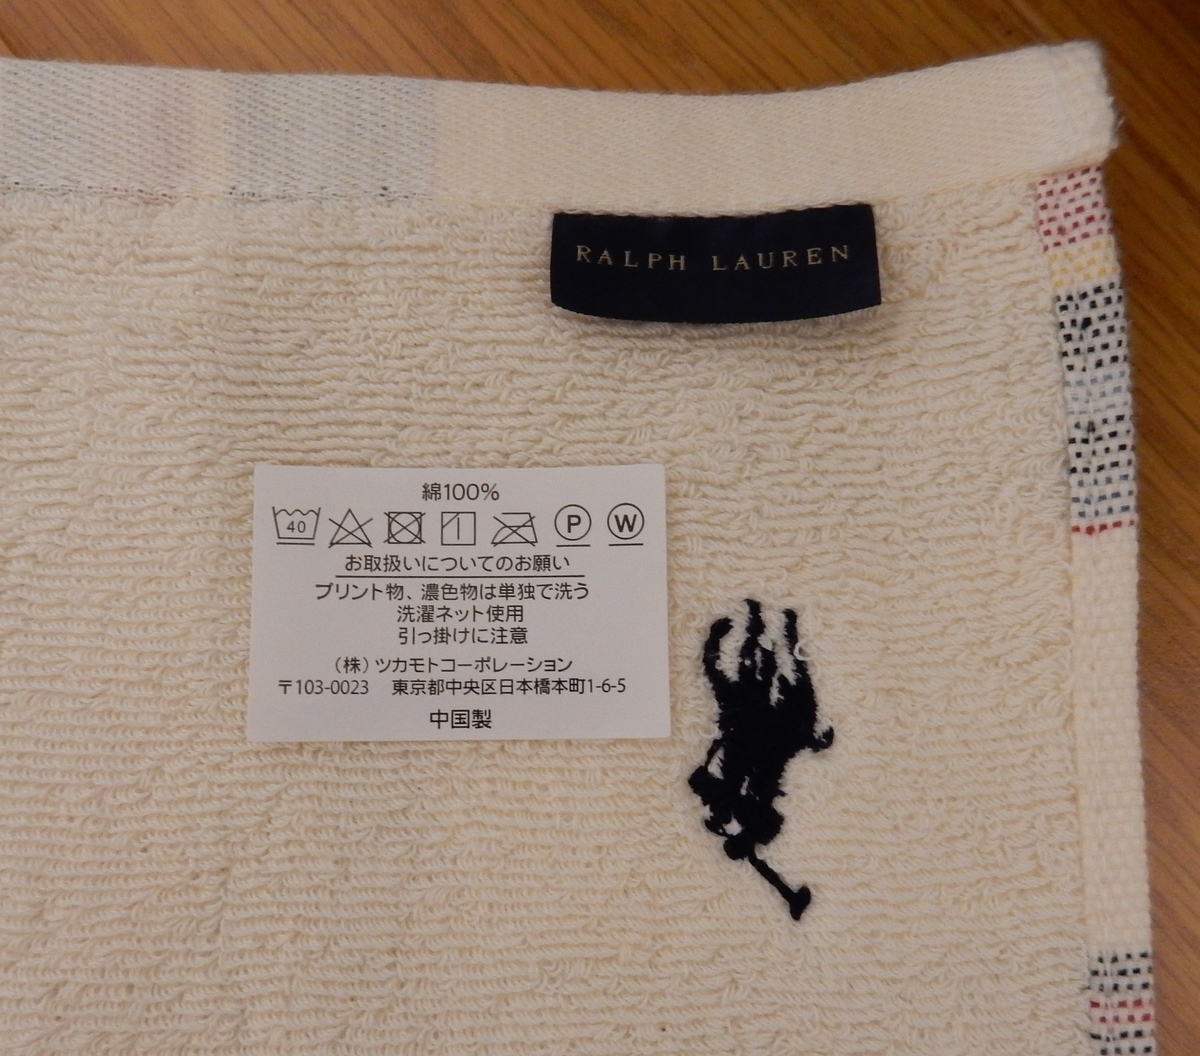 RALPH LAUREN
綿100%
40 P W
お取扱いについてのお願い
プリント物、濃色物は単独で洗う
洗濯ネット使用
引っ掛けに注意
（株）ツカモトコーポレーション
〒103-0023 東京都中央区日本橋本町1-6-5
中国製